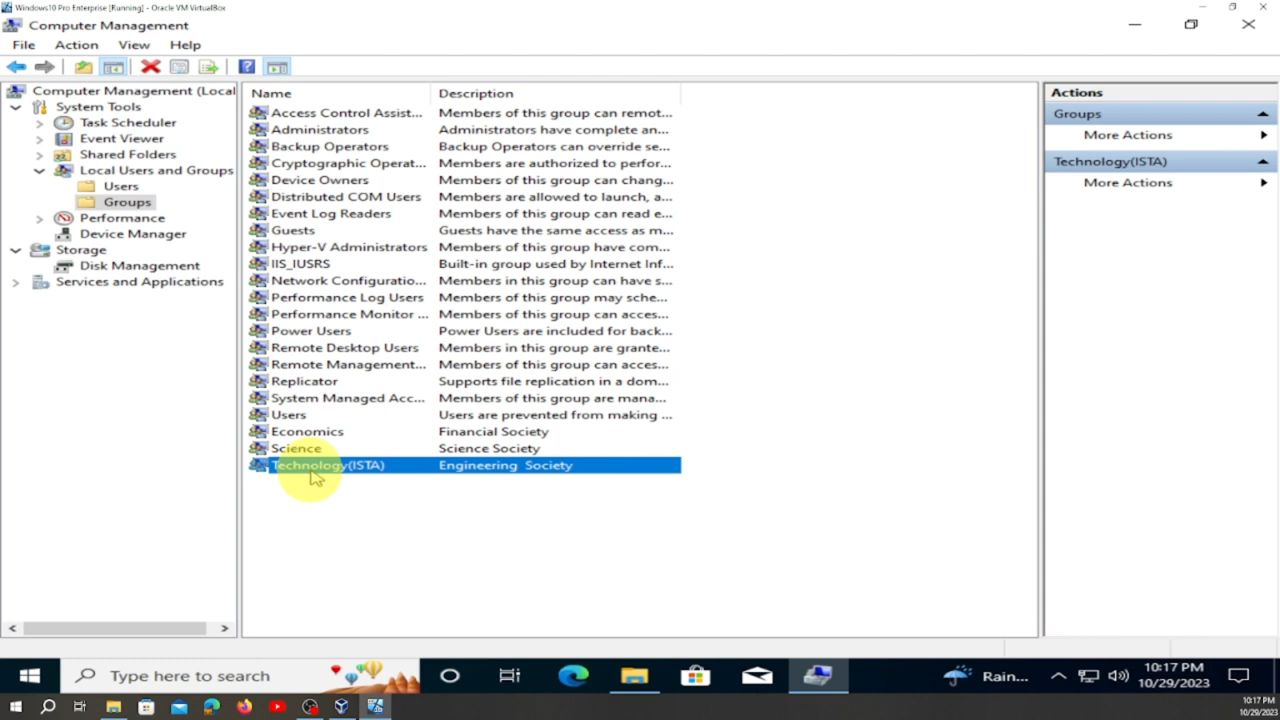 Windows10 Pro Enterprise [Running] - Oracle VM VirtualBox
Computer Management
File Action View Help
Computer Management (Local
System Tools
Task Scheduler
Event Viewer
Shared Folders
Local Users and Groups
Users
Groups
Performance
Device Manager
Storage
Disk Management
Services and Applications
Name Description
Access Control Assist... Members of this group can remot...
Administrators Administrators have complete an...
Backup Operators Backup Operators can override se...
Cryptographic Operat... Members are authorized to perfor...
Device Owners Members of this group can chang...
Distributed COM Users Members are allowed to launch, a...
Event Log Readers Members of this group can read e...
Guests Guests have the same access as m...
Hyper-V Administrators Members of this group have com...
IIS_IUSRS Built-in group used by Internet Inf...
Network Configuratio... Members in this group can have s...
Performance Log Users Members of this group may sche...
Performance Monitor ... Members of this group can acces...
Power Users Power Users are included for back...
Remote Desktop Users Members in this group are grante...
Remote Management... Members of this group can acces...
Replicator Supports file replication in a dom...
System Managed Acc... Members of this group are mana...
Users Users are prevented from making ...
Economics Financial Society
Science Science Society
Technology(ISTA) Engineering Society
Actions
Groups
More Actions
Technology(ISTA)
More Actions
Type here to search
Rain...
10:17 PM
10/29/2023
10:17 PM
10/29/2023